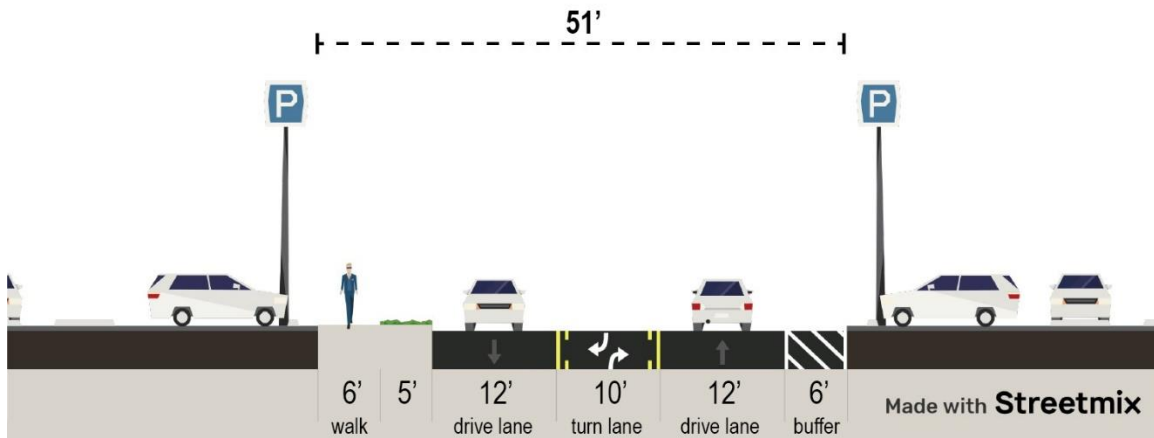 51’
P
P
6’ 5’ 12’ 10’ 12’ 6’
walk drive lane turn lane drive lane buffer
Made with Streetmix